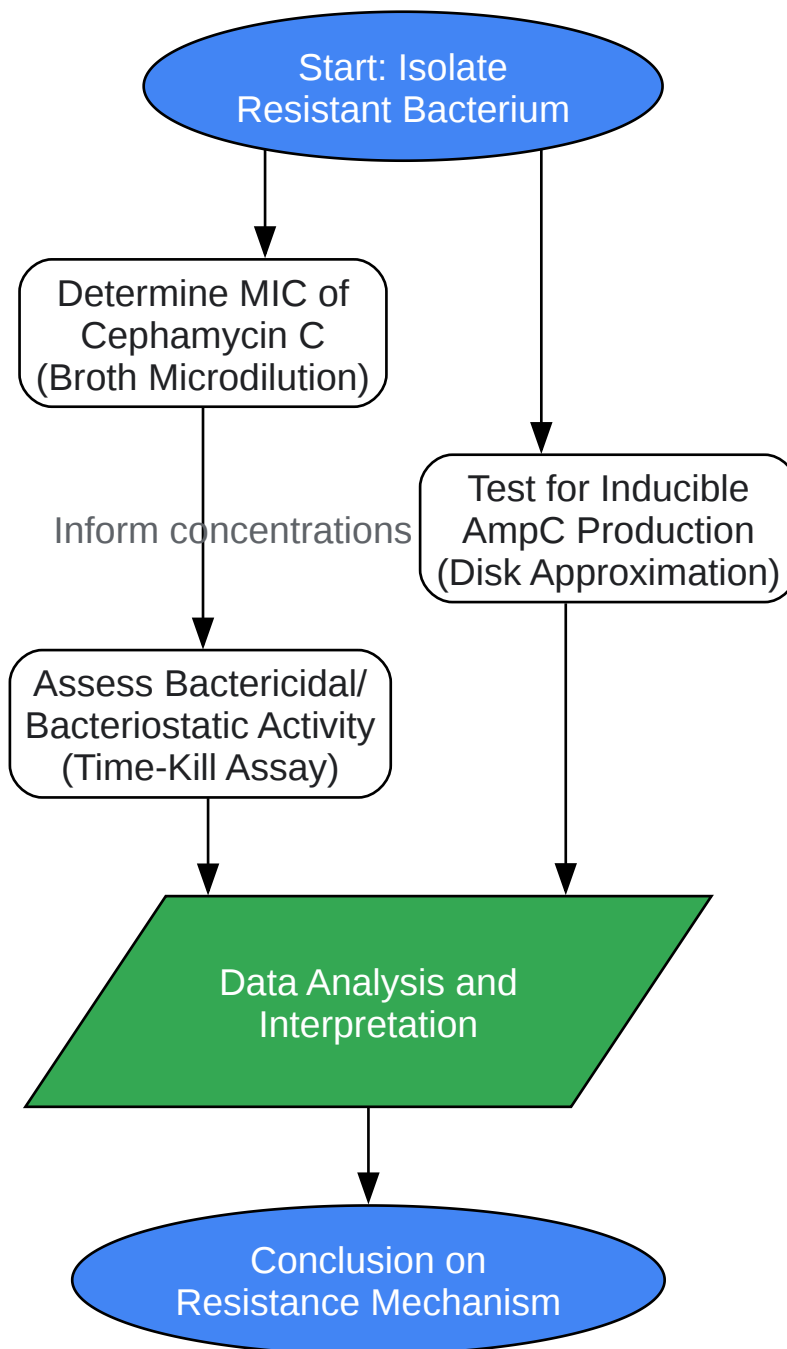 Start: Isolate
Resistant Bacterium
Determine MIC of
Cephamycin C
(Broth Microdilution)
Test for Inducible
AmpC Production
(Disk Approximation)
Inform concentrations
Assess Bactericidal/
Bacteriostatic Activity
(Time-Kill Assay)
Data Analysis and
Interpretation
Conclusion on
Resistance Mechanism